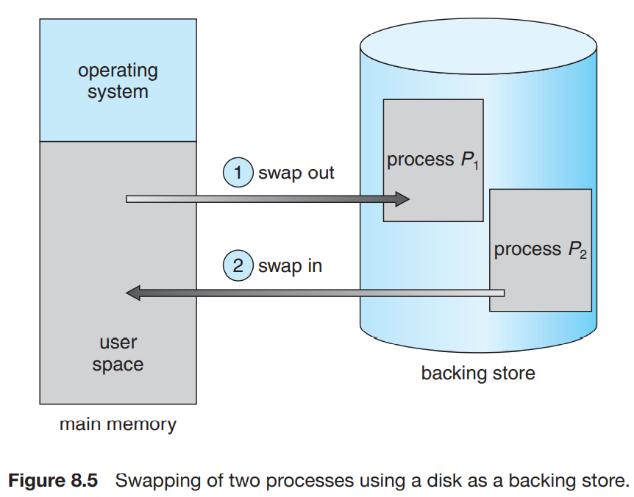 operating
system
process P1
1 swap out
process P2
2 swap in
user
space
backing store
main memory
Figure 8.5 Swapping of two processes using a disk as a backing store.